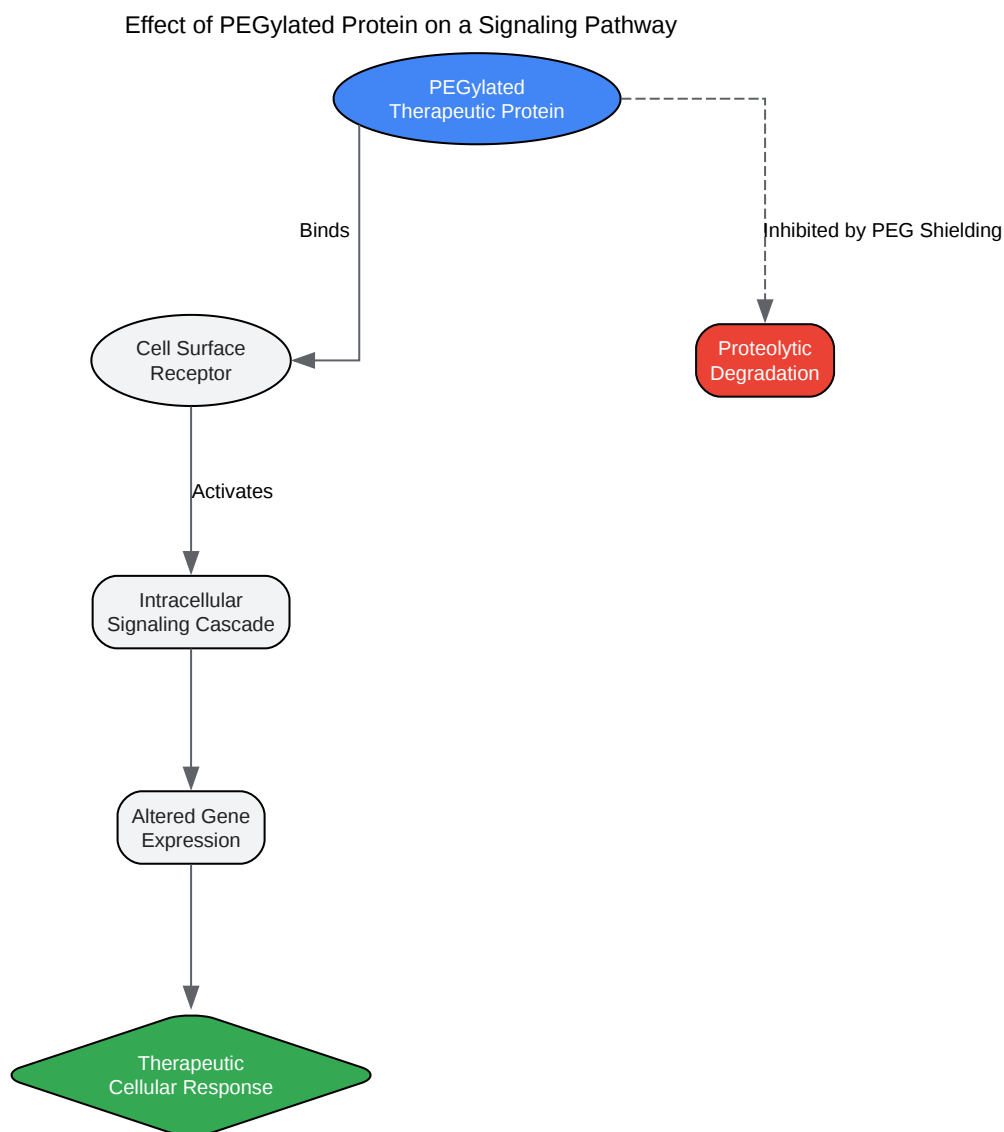 Effect of PEGylated Protein on a Signaling Pathway
PEGylated
Therapeutic Protein
Binds
Inhibited by PEG Shielding
Cell Surface
Receptor
Proteolytic
Degradation
Activates
Intracellular
Signaling Cascade
Altered Gene
Expression
Therapeutic
Cellular Response